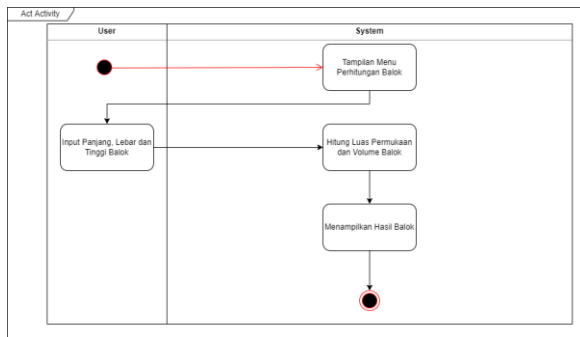 Act Activity
User
System
Tampilan Menu
Perhitungan Balok
Input Panjang, Lebar dan
Tinggi Balok
Hitung Luas Permukaan
dan Volume Balok
Menampilkan Hasil Balok